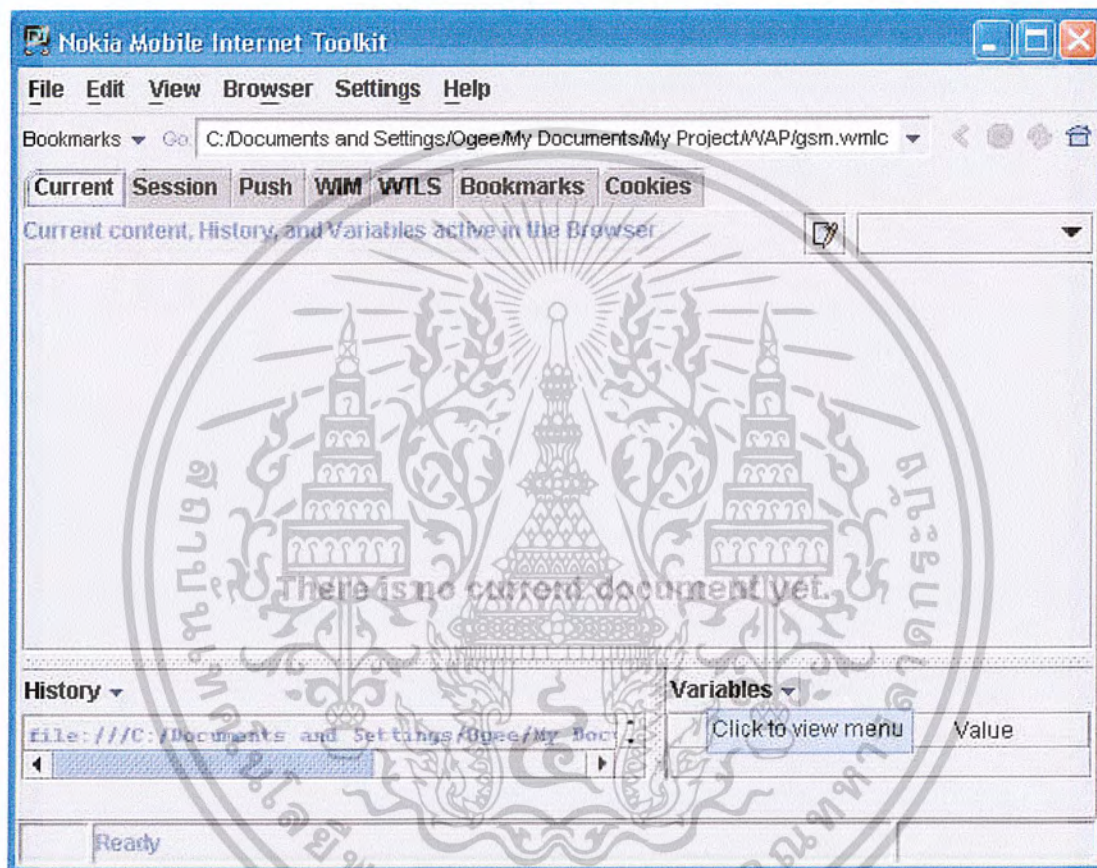 Nokia Mobile Internet Toolkit
File Edit View Browser Settings Help
Bookmarks Go: C:/Documents and Settings/Ogee/My Documents/My Project/WAP/gsm.wmlc
Current Session Push WIM WTLS Bookmarks Cookies
Current content, History, and Variables active in the Browser
There is no current document yet.
History
Variables
file:///C:/Documents and Settings/Ogee/My Doc
Click to view menu Value
Ready